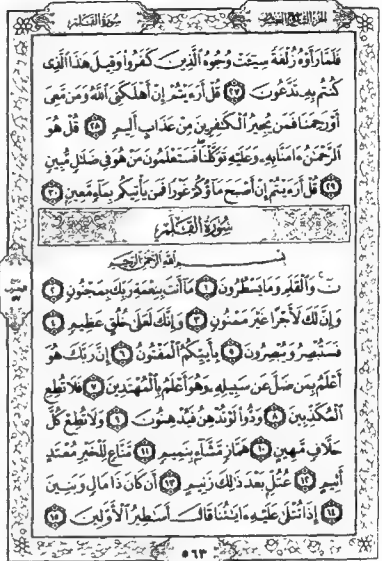 سورة القلم
الجزء التاسع والعشرون
فَلَمَّا رَأَوْهُ زُلْفَةً سِيٓـَٔتْ وُجُوهُ ٱلَّذِينَ كَفَرُوا۟ وَقِيلَ هَٰذَا ٱلَّذِى
كُنتُم بِهِۦ تَدَّعُونَ ٢٧ قُلْ أَرَءَيْتُمْ إِنْ أَهْلَكَنِىَ ٱللَّهُ وَمَن مَّعِىَ
أَوْ رَحِمَنَا فَمَن يُجِيرُ ٱلْكَٰفِرِينَ مِنْ عَذَابٍ أَلِيمٍ ٢٨ قُلْ هُوَ
ٱلرَّحْمَٰنُ ءَامَنَّا بِهِۦ وَعَلَيْهِ تَوَكَّلْنَا فَسَتَعْلَمُونَ مَنْ هُوَ فِى ضَلَٰلٍ مُّبِينٍ
٢٩ قُلْ أَرَءَيْتُمْ إِنْ أَصْبَحَ مَآؤُكُمْ غَوْرًا فَمَن يَأْتِيكُم بِمَآءٍ مَّعِينٍۭ ٣٠
سُورَةُ القَلَمِ
بِسْمِ ٱللَّهِ ٱلرَّحْمَٰنِ ٱلرَّحِيمِ
نٓ وَٱلْقَلَمِ وَمَا يَسْطُرُونَ ١ مَآ أَنتَ بِنِعْمَةِ رَبِّكَ بِمَجْنُونٍ ٢
وَإِنَّ لَكَ لَأَجْرًا غَيْرَ مَمْنُونٍ ٣ وَإِنَّكَ لَعَلَىٰ خُلُقٍ عَظِيمٍ ٤
فَسَتُبْصِرُ وَيُبْصِرُونَ ٥ بِأَييِّكُمُ ٱلْمَفْتُونُ ٦ إِنَّ رَبَّكَ هُوَ
أَعْلَمُ بِمَن ضَلَّ عَن سَبِيلِهِۦ وَهُوَ أَعْلَمُ بِٱلْمُهْتَدِينَ ٧ فَلَا تُطِعِ
ٱلْمُكَذِّبِينَ ٨ وَدُّوا۟ لَوْ تُدْهِنُ فَيُدْهِنُونَ ٩ وَلَا تُطِعْ كُلَّ
حَلَّافٍ مَّهِينٍ ١٠ هَمَّازٍ مَّشَّآءٍۭ بِنَمِيمٍ ١١ مَّنَّاعٍ لِّلْخَيْرِ مُعْتَدٍ
أَثِيمٍ ١٢ عُتُلٍّۭ بَعْدَ ذَٰلِكَ زَنِيمٍ ١٣ أَن كَانَ ذَا مَالٍ وَبَنِينَ
١٤ إِذَا تُتْلَىٰ عَلَيْهِ ءَايَٰتُنَا قَالَ أَسَٰطِيرُ ٱلْأَوَّلِينَ ١٥
٥٦٣